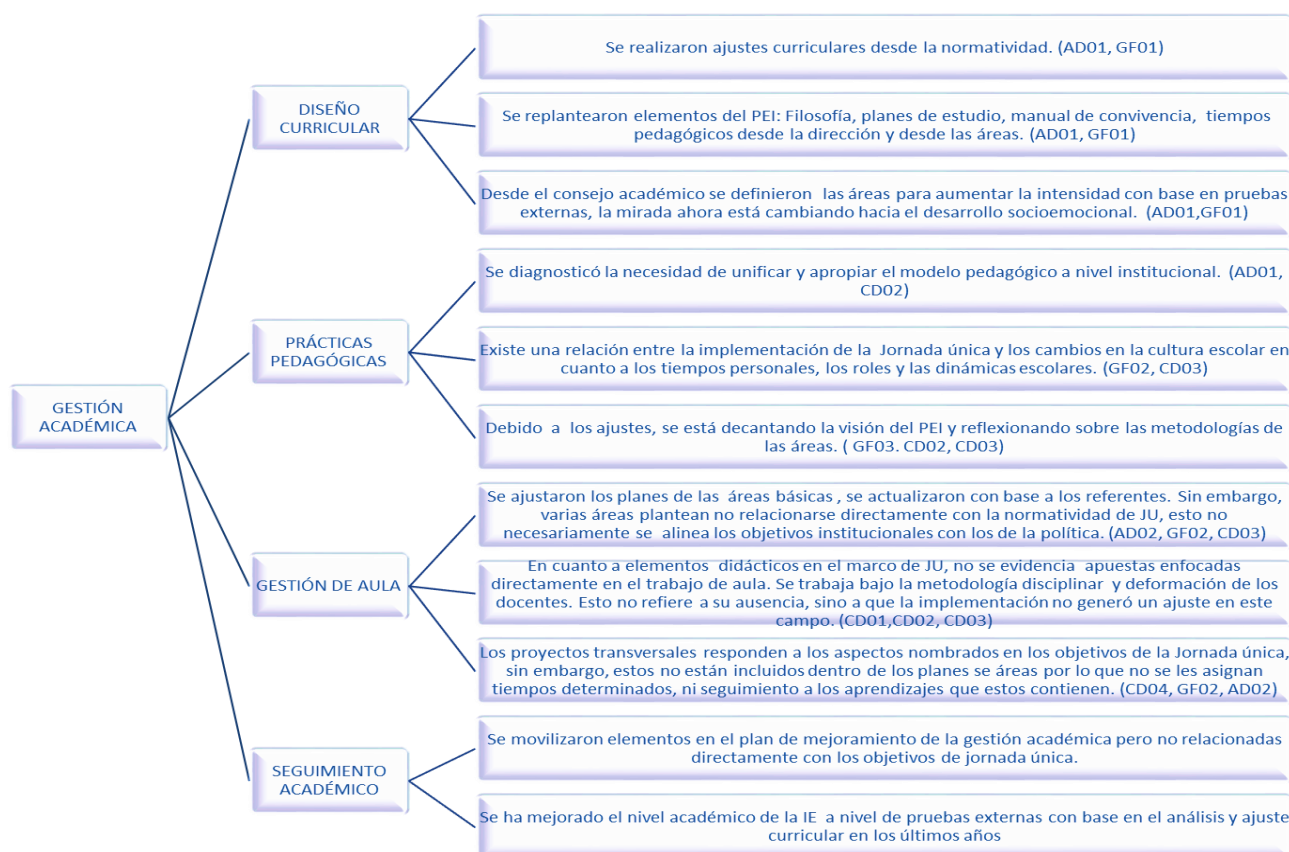 GESTIÓN
ACADÉMICA
DISEÑO
CURRICULAR
Se realizaron ajustes curriculares desde la normatividad. (AD01, GF01)
Se replantearon elementos del PEI: Filosofía, planes de estudio, manual de convivencia, tiempos
pedagógicos desde la dirección y desde las áreas. (AD01, GF01)
Desde el consejo académico se definieron las áreas para aumentar la intensidad con base en pruebas
externas, la mirada ahora está cambiando hacia el desarrollo socioemocional. (AD01,GF01)
PRÁCTICAS
PEDAGÓGICAS
Se diagnosticó la necesidad de unificar y apropiar el modelo pedagógico a nivel institucional. (AD01,
CD02)
Existe una relación entre la implementación de la Jornada única y los cambios en la cultura escolar en
cuanto a los tiempos personales, los roles y las dinámicas escolares. (GF02, CD03)
Debido a los ajustes, se está decantando la visión del PEI y reflexionando sobre las metodologías de
las áreas. ( GF03. CD02, CD03)
GESTIÓN DE AULA
Se ajustaron los planes de las áreas básicas , se actualizaron con base a los referentes. Sin embargo,
varias áreas plantean no relacionarse directamente con la normatividad de JU, esto no
necesariamente se alinea los objetivos institucionales con los de la política. (AD02, GF02, CD03)
En cuanto a elementos didácticos en el marco de JU, no se evidencia apuestas enfocadas
directamente en el trabajo de aula. Se trabaja bajo la metodología disciplinar y deformación de los
docentes. Esto no refiere a su ausencia, sino a que la implementación no generó un ajuste en este
campo. (CD01,CD02, CD03)
Los proyectos transversales responden a los aspectos nombrados en los objetivos de la Jornada única,
sin embargo, estos no están incluidos dentro de los planes se áreas por lo que no se les asignan
tiempos determinados, ni seguimiento a los aprendizajes que estos contienen. (CD04, GF02, AD02)
SEGUIMIENTO
ACADÉMICO
Se movilizaron elementos en el plan de mejoramiento de la gestión académica pero no relacionadas
directamente con los objetivos de jornada única.
Se ha mejorado el nivel académico de la IE a nivel de pruebas externas con base en el análisis y ajuste
curricular en los últimos años